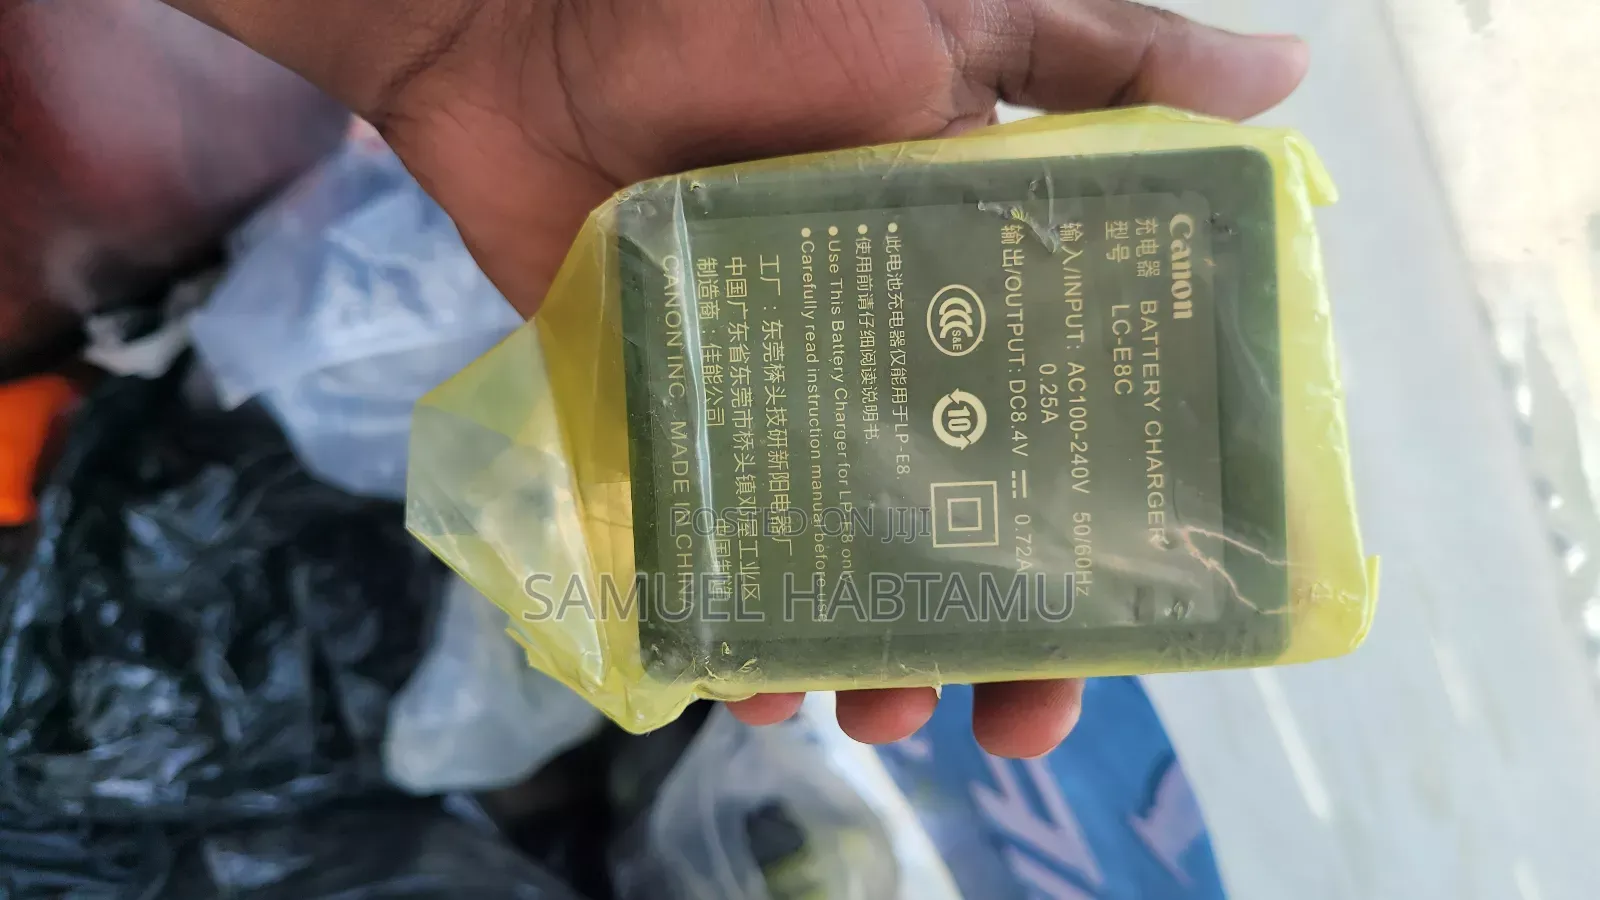 Canon
充电器 BATTERY CHARGER
型号 LC-E8C
输入/INPUT: AC100-240V 50/60Hz
0.25A
输出/OUTPUT: DC8.4V ⎓ 0.72A
S&E
10
●此电池充电器仅能用于LP-E8.
●使用前请仔细阅读说明书.
●Use This Battery Charger for LP-E8 only
●Carefully read instruction manual before use
工厂:东莞桥头技研新阳电器厂
中国广东省东莞市桥头镇邓屋工业区
制造商:佳能公司 中国制造
CANON INC. MADE IN CHINA
POSTED ON JIJI
SAMUEL HABTAMU